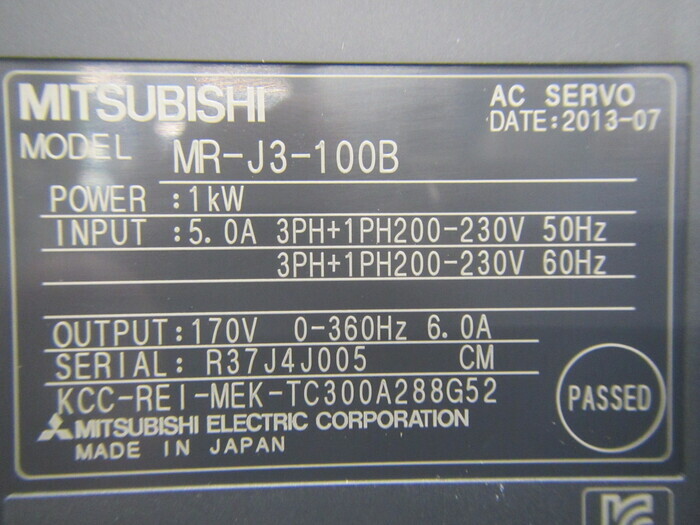 MITSUBISHI
AC SERVO
DATE:2013-07
MODEL MR-J3-100B
POWER :1kW
INPUT :5.0A 3PH+1PH200-230V 50Hz
3PH+1PH200-230V 60Hz
OUTPUT:170V 0-360Hz 6.0A
SERIAL: R37J4J005 CM
KCC-REI-MEK-TC300A288G52
PASSED
MITSUBISHI ELECTRIC CORPORATION
MADE IN JAPAN